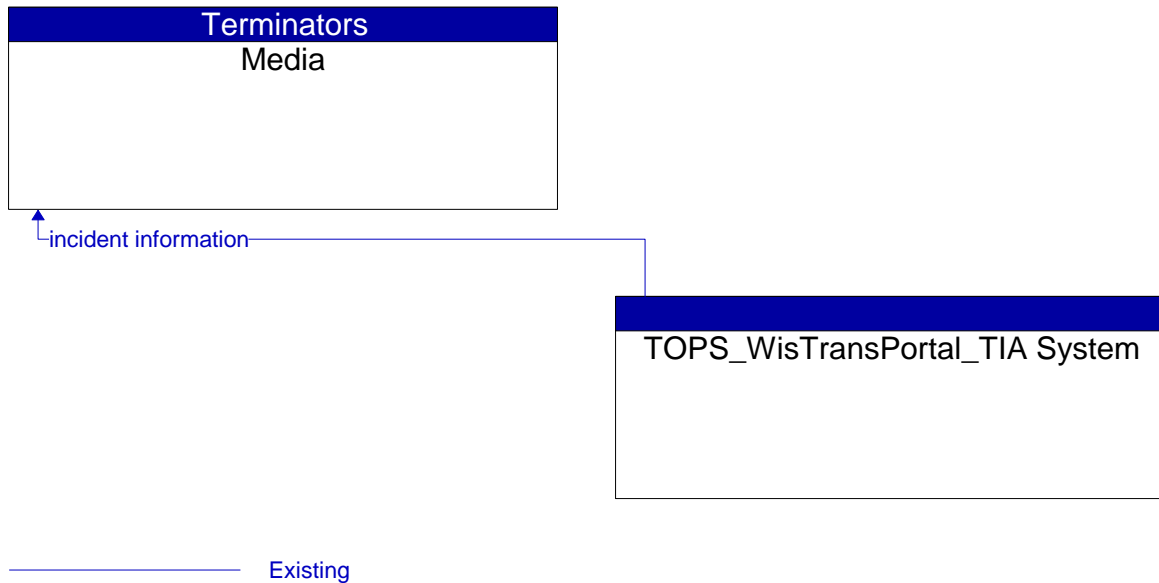 Terminators
Media
incident information
TOPS_WisTransPortal_TIA System
Existing